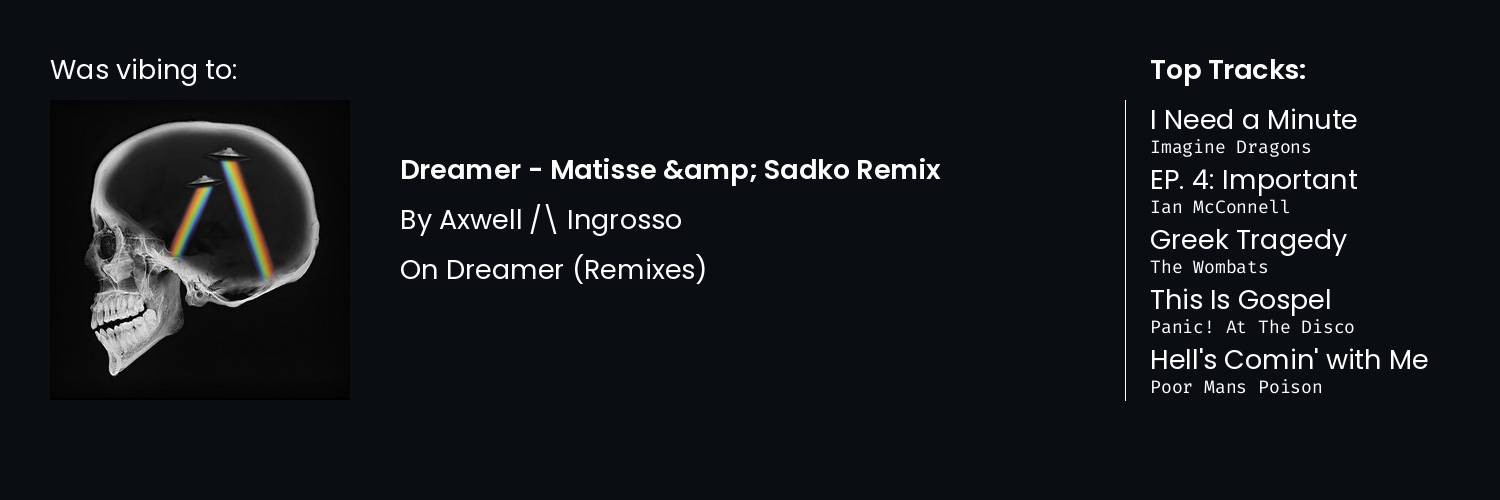 Was vibing to:
Dreamer - Matisse &amp; Sadko Remix
By Axwell /\ Ingrosso
On Dreamer (Remixes)
Top Tracks:
I Need a Minute
Imagine Dragons
EP. 4: Important
Ian McConnell
Greek Tragedy
The Wombats
This Is Gospel
Panic! At The Disco
Hell's Comin' with Me
Poor Mans Poison